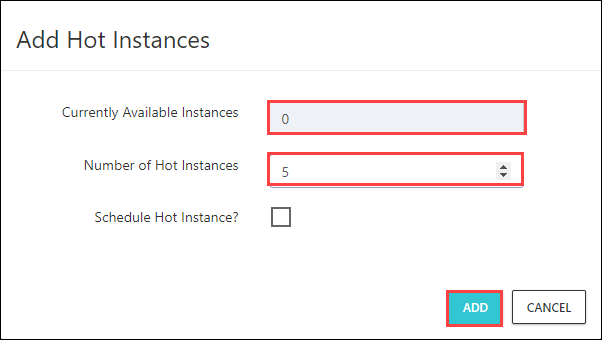 Add Hot Instances
Currently Available Instances 0
Number of Hot Instances 5
Schedule Hot Instance?
ADD CANCEL